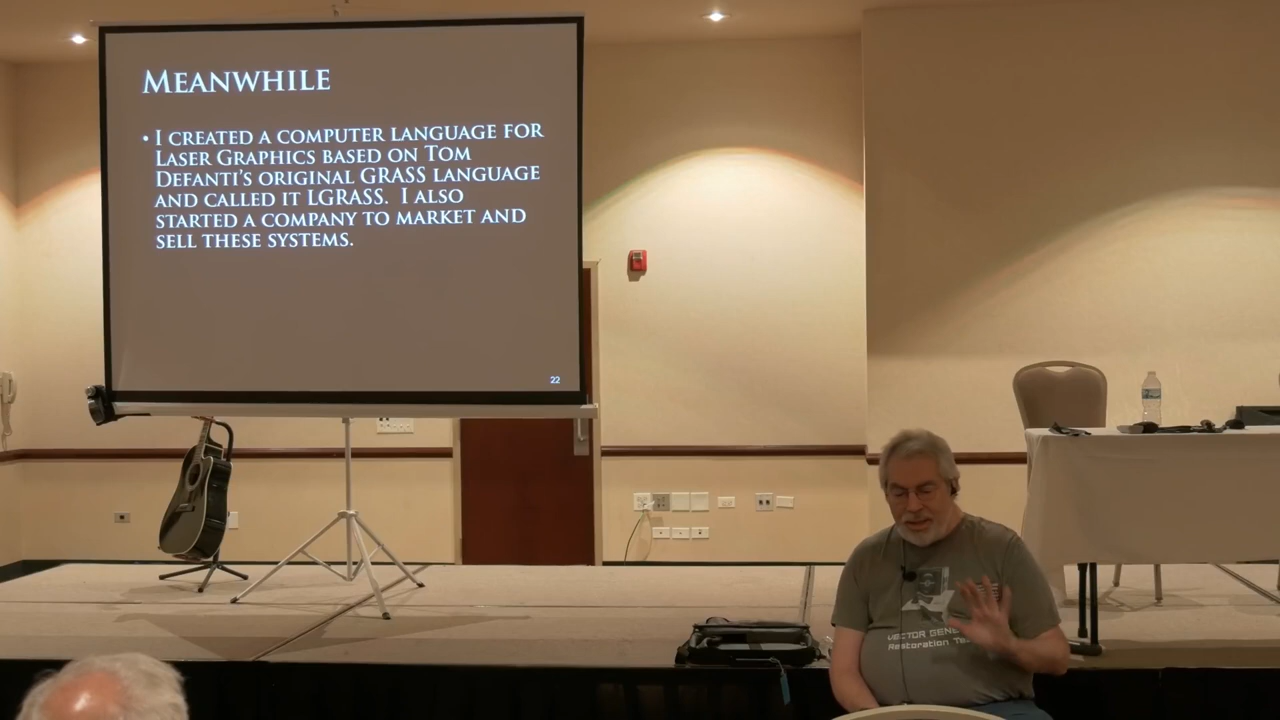 MEANWHILE
• I CREATED A COMPUTER LANGUAGE FOR
LASER GRAPHICS BASED ON TOM
DEFANTI'S ORIGINAL GRASS LANGUAGE
AND CALLED IT LGRASS. I ALSO
STARTED A COMPANY TO MARKET AND
SELL THESE SYSTEMS.
22
VECTOR
Restoration